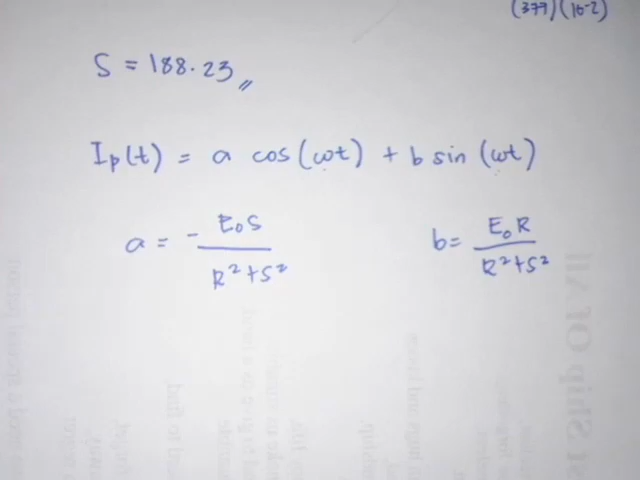 (377)(10-2)
S = 188.23
Ip(t) = a cos(ωt) + b sin(ωt)
a = - E₀S / R²+S² b = E₀R / R²+S²